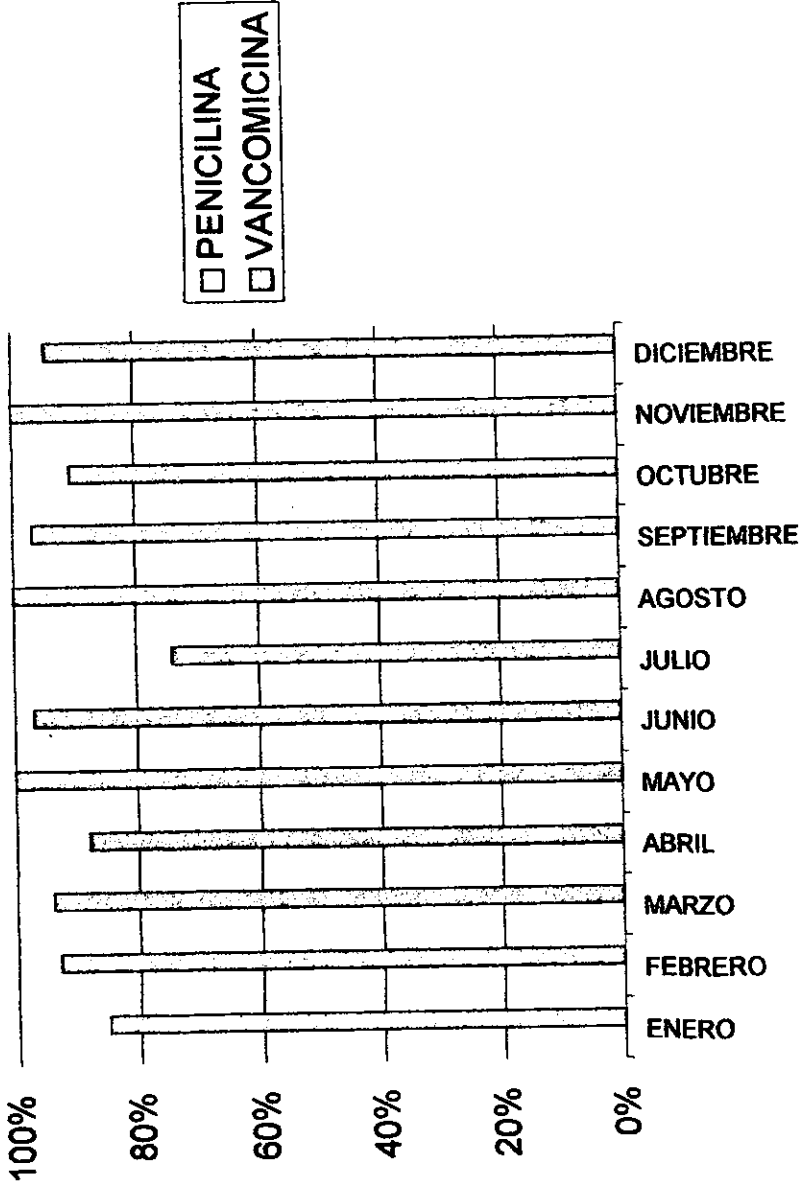 PENICILINA
VANCOMICINA
100%
80%
60%
40%
20%
0%
ENERO
FEBRERO
MARZO
ABRIL
MAYO
JUNIO
JULIO
AGOSTO
SEPTIEMBRE
OCTUBRE
NOVIEMBRE
DICIEMBRE